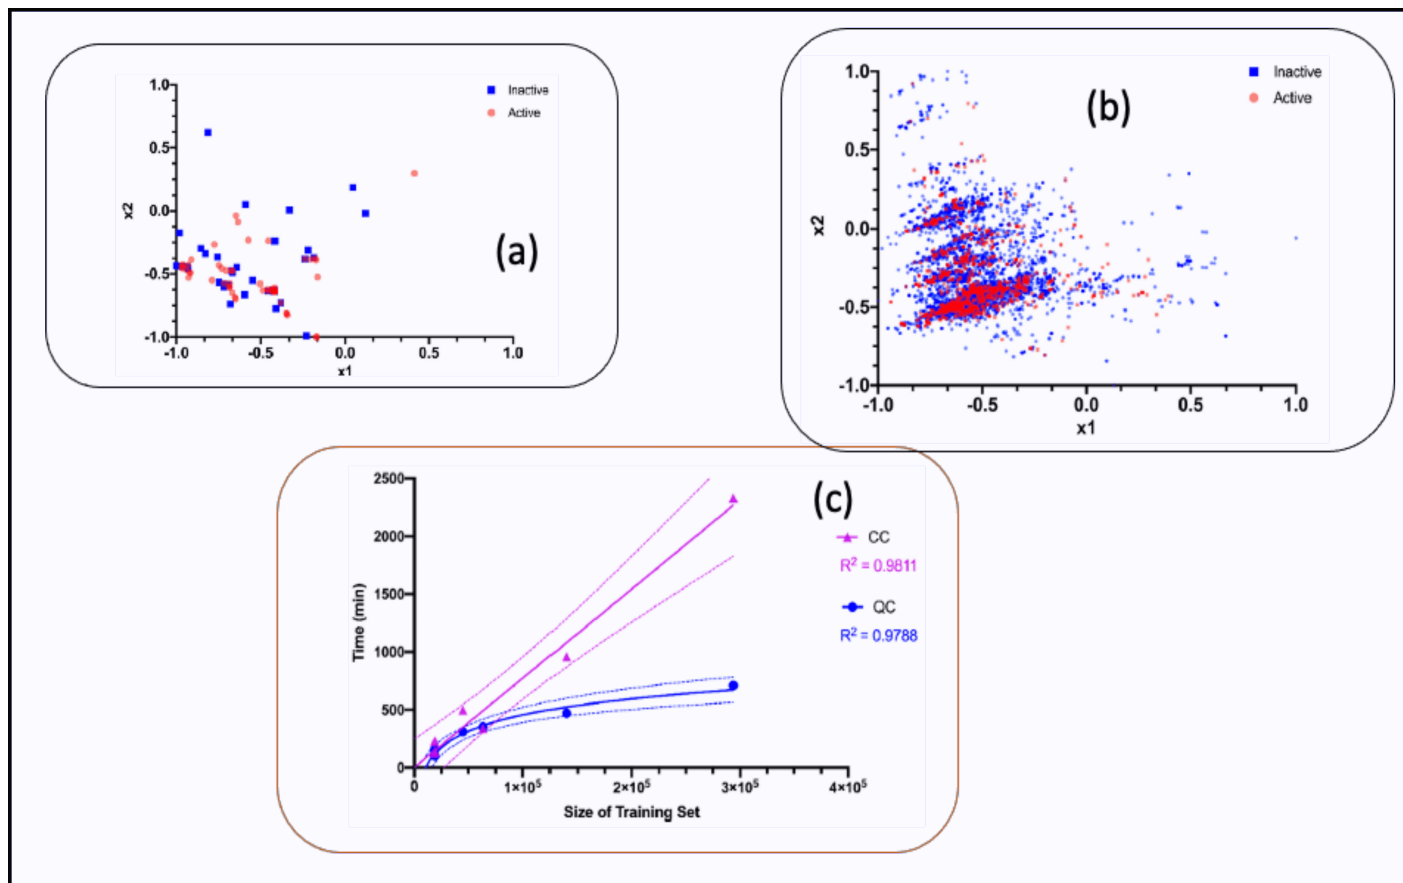 1.0
0.5
0.0
-0.5
-1.0
x2
-1.0 -0.5 0.0 0.5 1.0
x1
Inactive
Active
(a)
1.0
0.5
0.0
-0.5
-1.0
x2
-1.0 -0.5 0.0 0.5 1.0
x1
Inactive
Active
(b)
2500
2000
1500
1000
500
0
Time (min)
0 1×10⁵ 2×10⁵ 3×10⁵ 4×10⁵
Size of Training Set
(c)
CC
R² = 0.9811
QC
R² = 0.9788